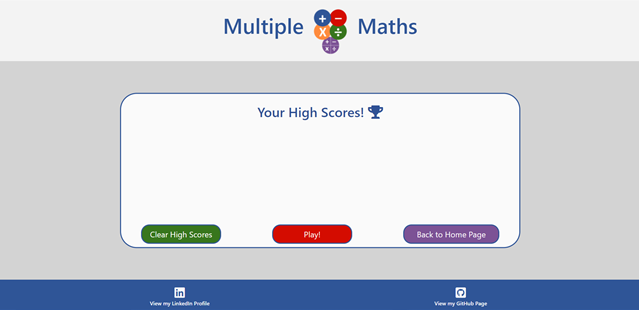 Multiple Maths
Your High Scores!
Clear High Scores
Play!
Back to Home Page
View my LinkedIn Profile
View my GitHub Page